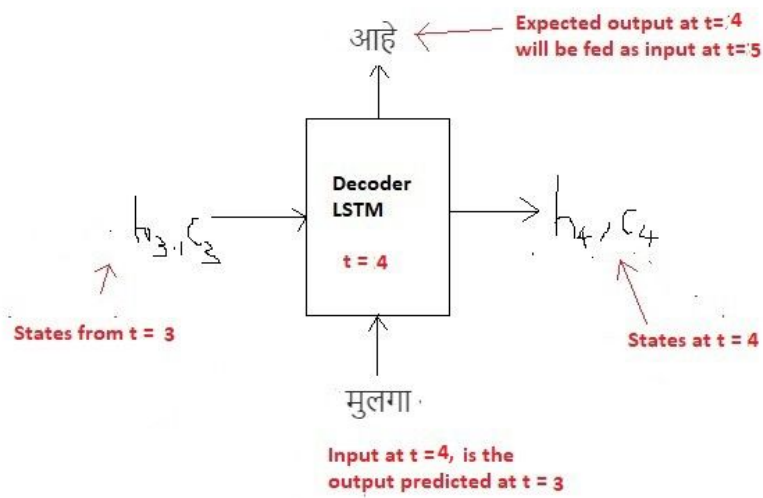 आहे
Expected output at t=4
will be fed as input at t=5
Decoder
LSTM
t = 4
h3, c3
h4, c4
States from t = 3
States at t = 4
मुलगा
Input at t =4, is the
output predicted at t = 3